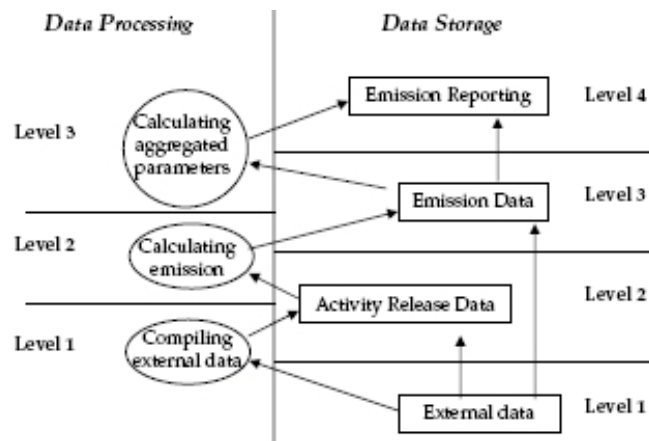 Data Processing
Data Storage
Level 3
Calculating
aggregated
parameters
Emission Reporting
Level 4
Emission Data
Level 3
Level 2
Calculating
emission
Activity Release Data
Level 2
Level 1
Compiling
external data
External data
Level 1